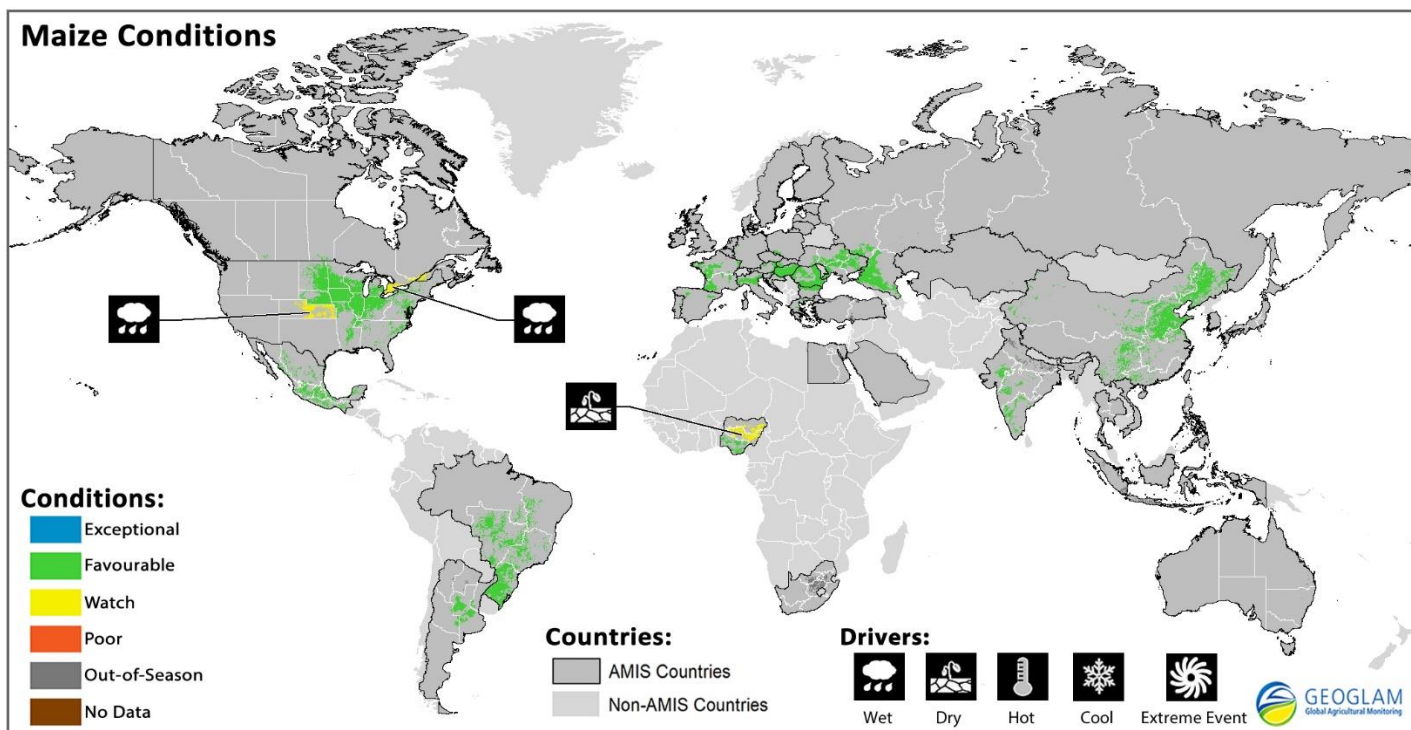 Maize Conditions
Conditions:
Exceptional
Favourable
Watch
Poor
Out-of-Season
No Data
Countries:
AMIS Countries
Non-AMIS Countries
Drivers:
Wet
Dry
Hot
Cool
Extreme Event
GEOGLAM
Global Agricultural Monitoring